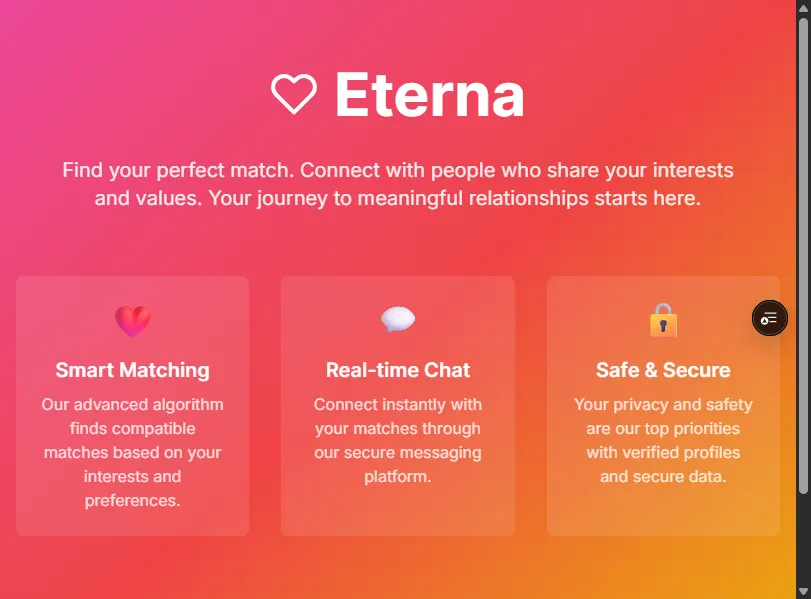 Eterna
Find your perfect match. Connect with people who share your interests
and values. Your journey to meaningful relationships starts here.
Smart Matching
Our advanced algorithm
finds compatible
matches based on your
interests and
preferences.
Real-time Chat
Connect instantly with
your matches through
our secure messaging
platform.
Safe & Secure
Your privacy and safety
are our top priorities
with verified profiles
and secure data.